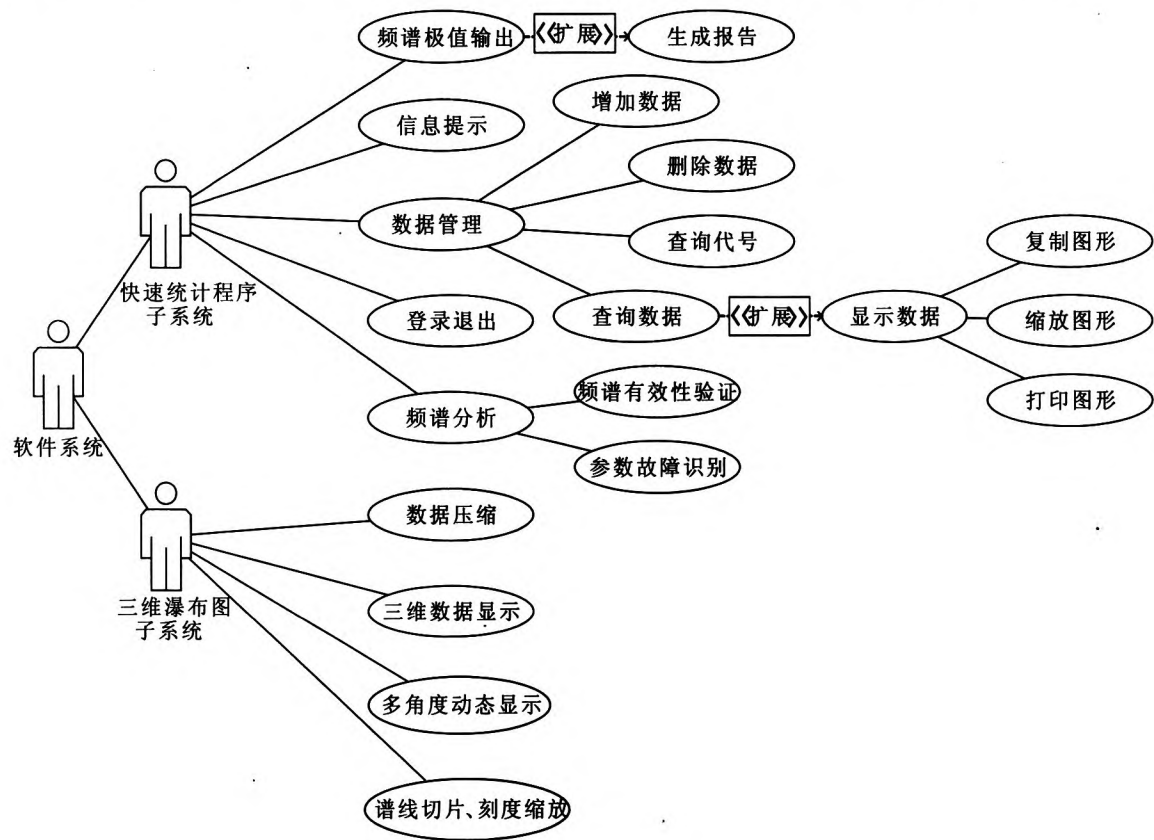 频谱极值输出
《扩展》
生成报告
增加数据
信息提示
删除数据
数据管理
查询代号
复制图形
快速统计程序
子系统
登录退出
查询数据
《扩展》
显示数据
缩放图形
频谱有效性验证
打印图形
频谱分析
软件系统
参数故障识别
数据压缩
三维瀑布图
子系统
三维数据显示
多角度动态显示
谱线切片、刻度缩放